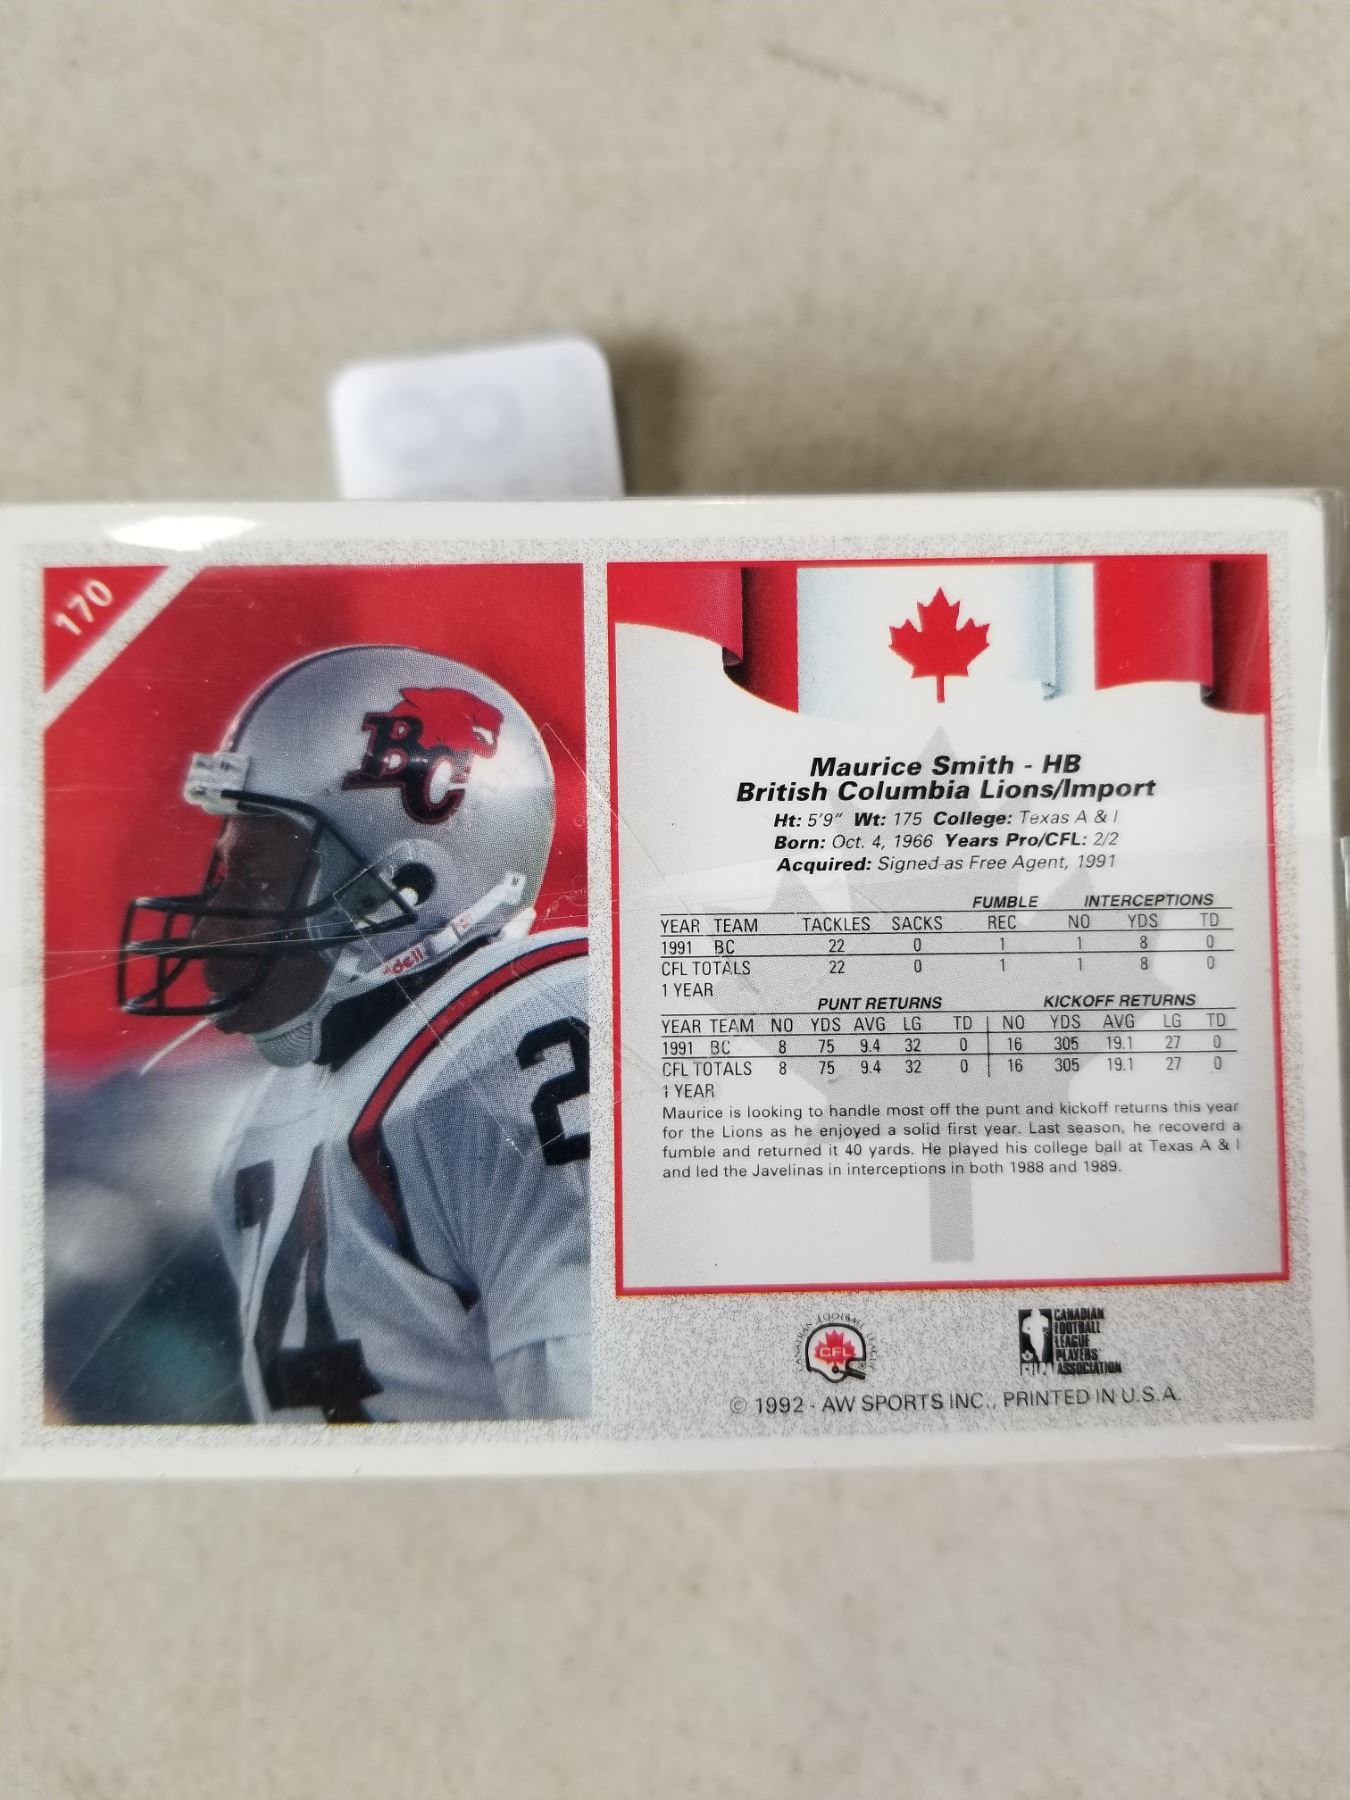 170
BC
dell
2
Maurice Smith - HB
British Columbia Lions/Import
Ht: 5'9" Wt: 175 College: Texas A & I
Born: Oct. 4, 1966 Years Pro/CFL: 2/2
Acquired: Signed as Free Agent, 1991
FUMBLE INTERCEPTIONS
YEAR TEAM TACKLES SACKS REC NO YDS TD
1991 BC 22 0 1 1 8 0
CFL TOTALS 22 0 1 1 8 0
1 YEAR
PUNT RETURNS KICKOFF RETURNS
YEAR TEAM NO YDS AVG LG TD NO YDS AVG LG TD
1991 BC 8 75 9.4 32 0 16 305 19.1 27 0
CFL TOTALS 8 75 9.4 32 0 16 305 19.1 27 0
1 YEAR
Maurice is looking to handle most off the punt and kickoff returns this year
for the Lions as he enjoyed a solid first year. Last season, he recoverd a
fumble and returned it 40 yards. He played his college ball at Texas A & I
and led the Javelinas in interceptions in both 1988 and 1989.
CANADIAN FOOTBALL LEAGUE
CFL
CANADIAN
FOOTBALL
LEAGUE
PLAYERS'
ASSOCIATION
© 1992 - AW SPORTS INC., PRINTED IN U.S.A.